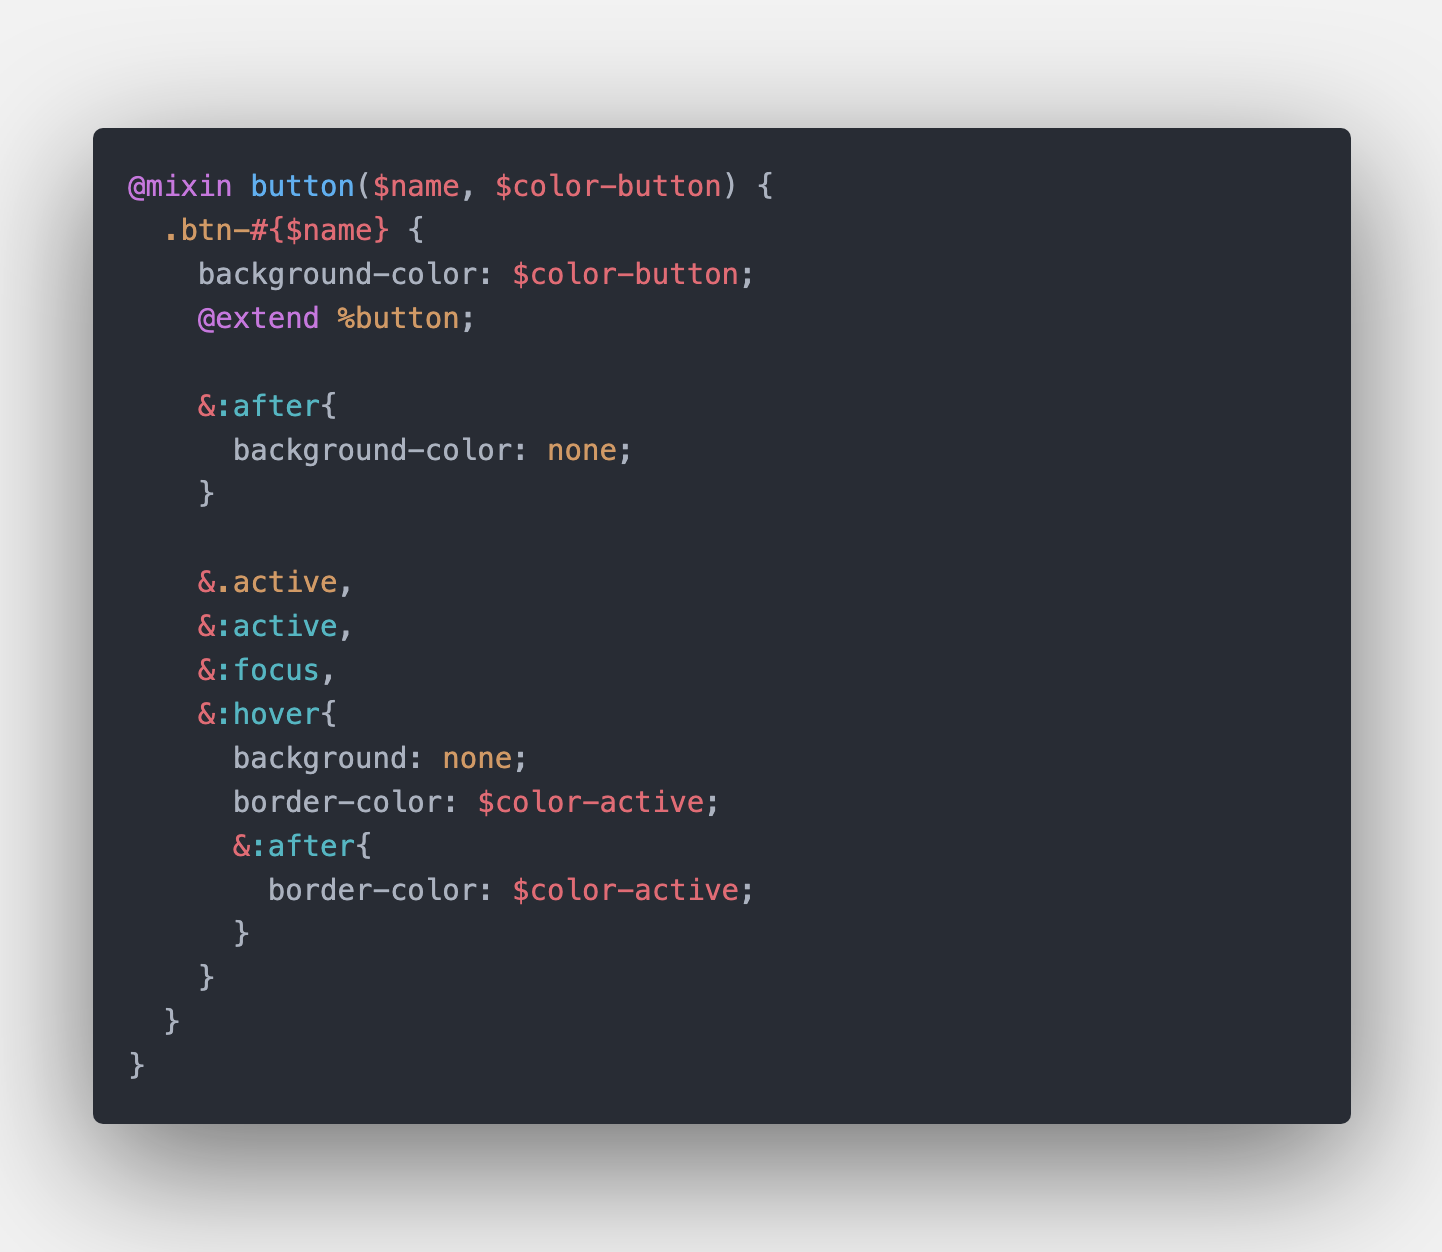 @mixin button($name, $color-button) {
  .btn-#{$name} {
    background-color: $color-button;
    @extend %button;

    &:after{
      background-color: none;
    }

    &.active,
    &:active,
    &:focus,
    &:hover{
      background: none;
      border-color: $color-active;
      &:after{
        border-color: $color-active;
      }
    }
  }
}